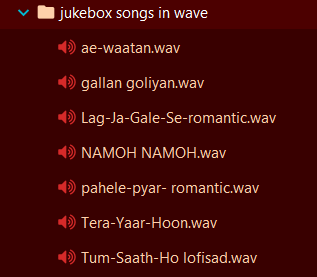 jukebox songs in wave
ae-waatan.wav
gallan goliyan.wav
Lag-Ja-Gale-Se-romantic.wav
NAMOH NAMOH.wav
pahele-pyar- romantic.wav
Tera-Yaar-Hoon.wav
Tum-Saath-Ho lofisad.wav